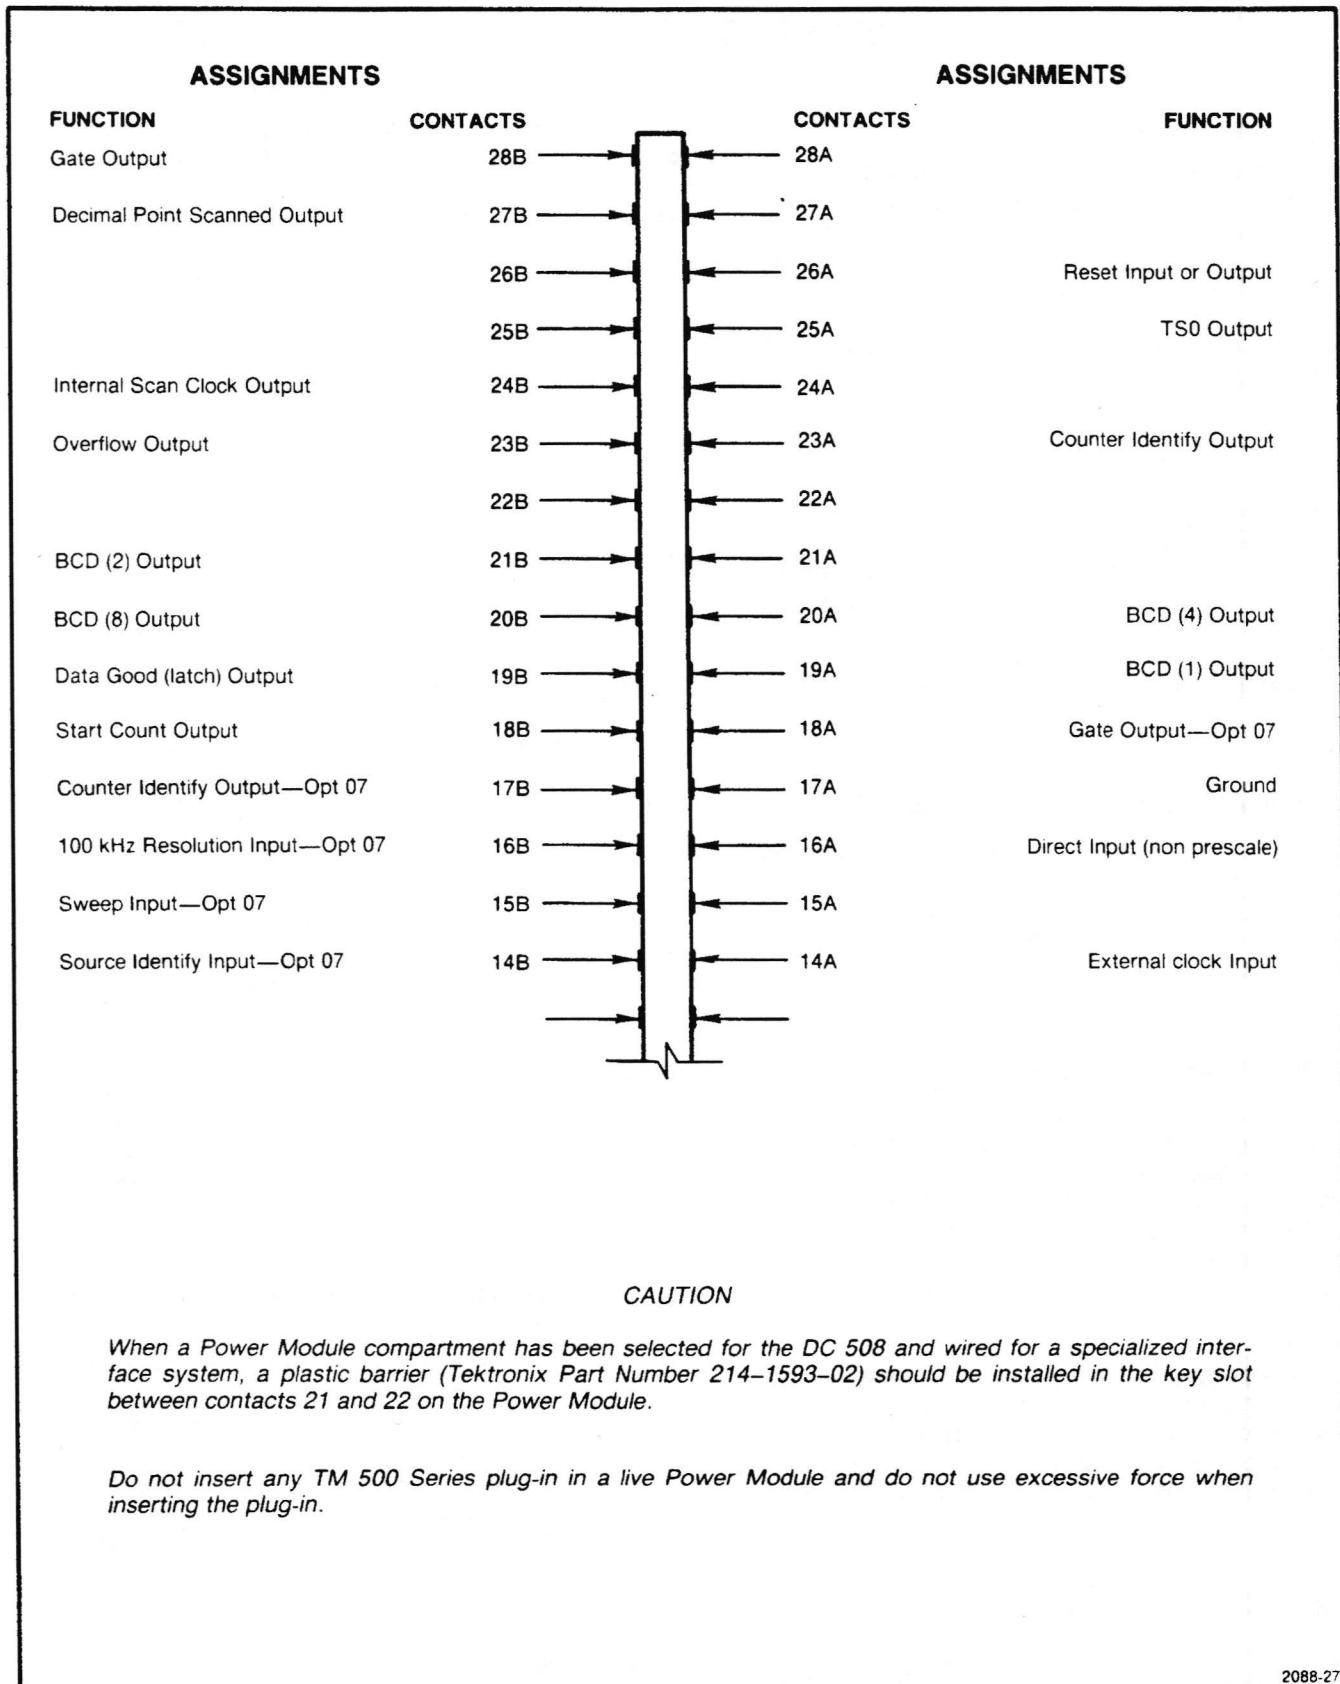 ASSIGNMENTS ASSIGNMENTS
FUNCTION CONTACTS CONTACTS FUNCTION
Gate Output 28B 28A
Decimal Point Scanned Output 27B 27A
26B 26A Reset Input or Output
25B 25A TS0 Output
Internal Scan Clock Output 24B 24A
Overflow Output 23B 23A Counter Identify Output
22B 22A
BCD (2) Output 21B 21A
BCD (8) Output 20B 20A BCD (4) Output
Data Good (latch) Output 19B 19A BCD (1) Output
Start Count Output 18B 18A Gate Output—Opt 07
Counter Identify Output—Opt 07 17B 17A Ground
100 kHz Resolution Input—Opt 07 16B 16A Direct Input (non prescale)
Sweep Input—Opt 07 15B 15A
Source Identify Input—Opt 07 14B 14A External clock Input
CAUTION
When a Power Module compartment has been selected for the DC 508 and wired for a specialized inter-
face system, a plastic barrier (Tektronix Part Number 214–1593–02) should be installed in the key slot
between contacts 21 and 22 on the Power Module.
Do not insert any TM 500 Series plug-in in a live Power Module and do not use excessive force when
inserting the plug-in.
2088-27